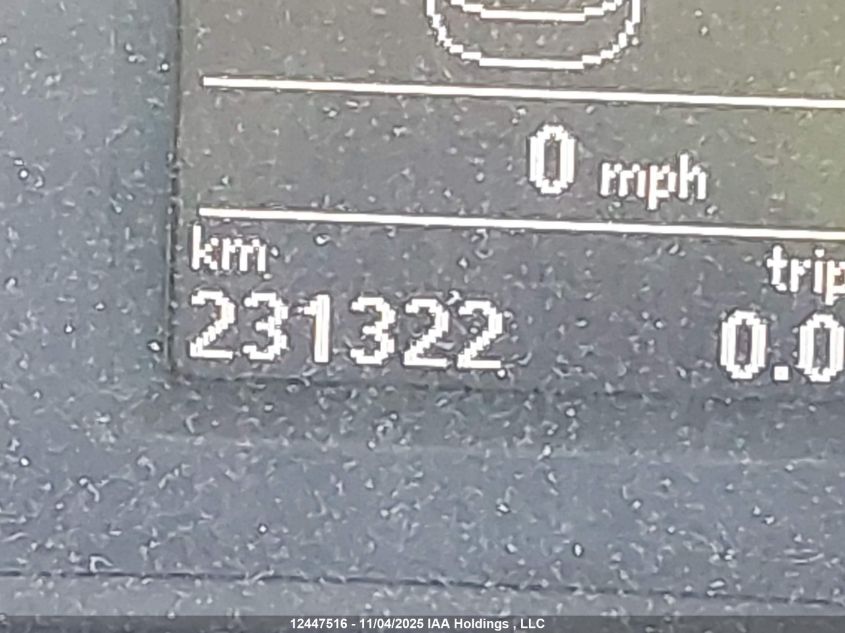 0 mph
km
trip
231322
0.0
12447516 - 11/04/2025 IAA Holdings , LLC